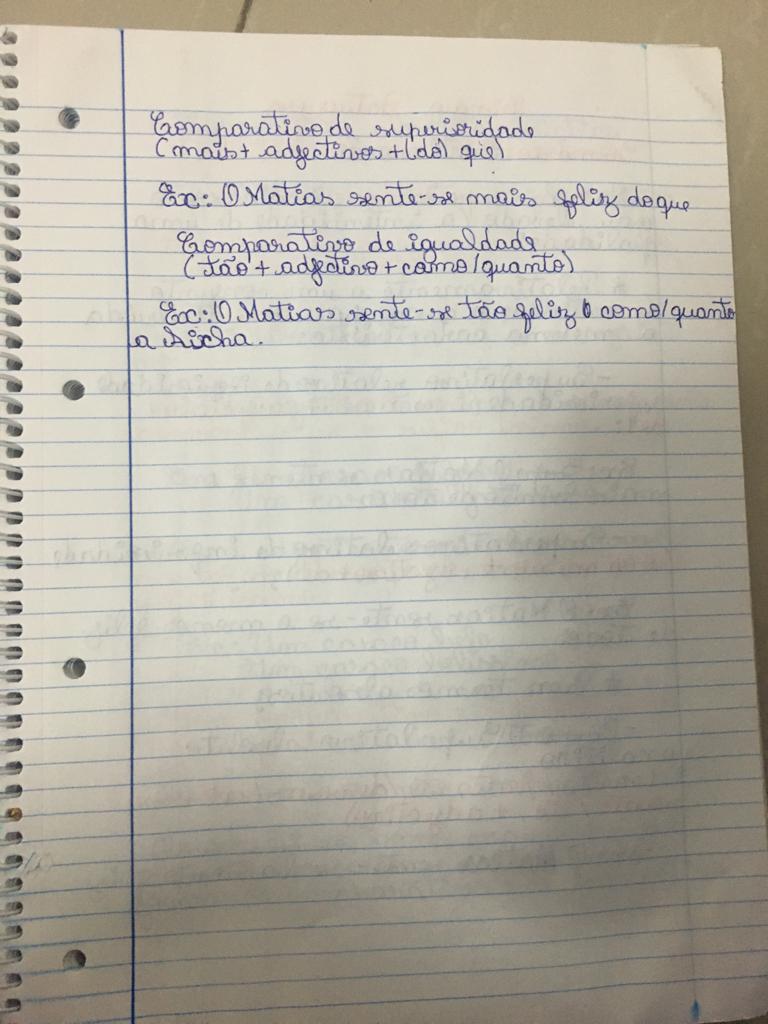 Comparativo de superioridade
(mais + adjectivos + (do) que)
Ex: O Matias sente-se mais feliz do que
Comparativo de igualdade
(tão + adjectivo + como/quanto)
Ex: O Matias sente-se tão feliz como/quanto
a Aicha.